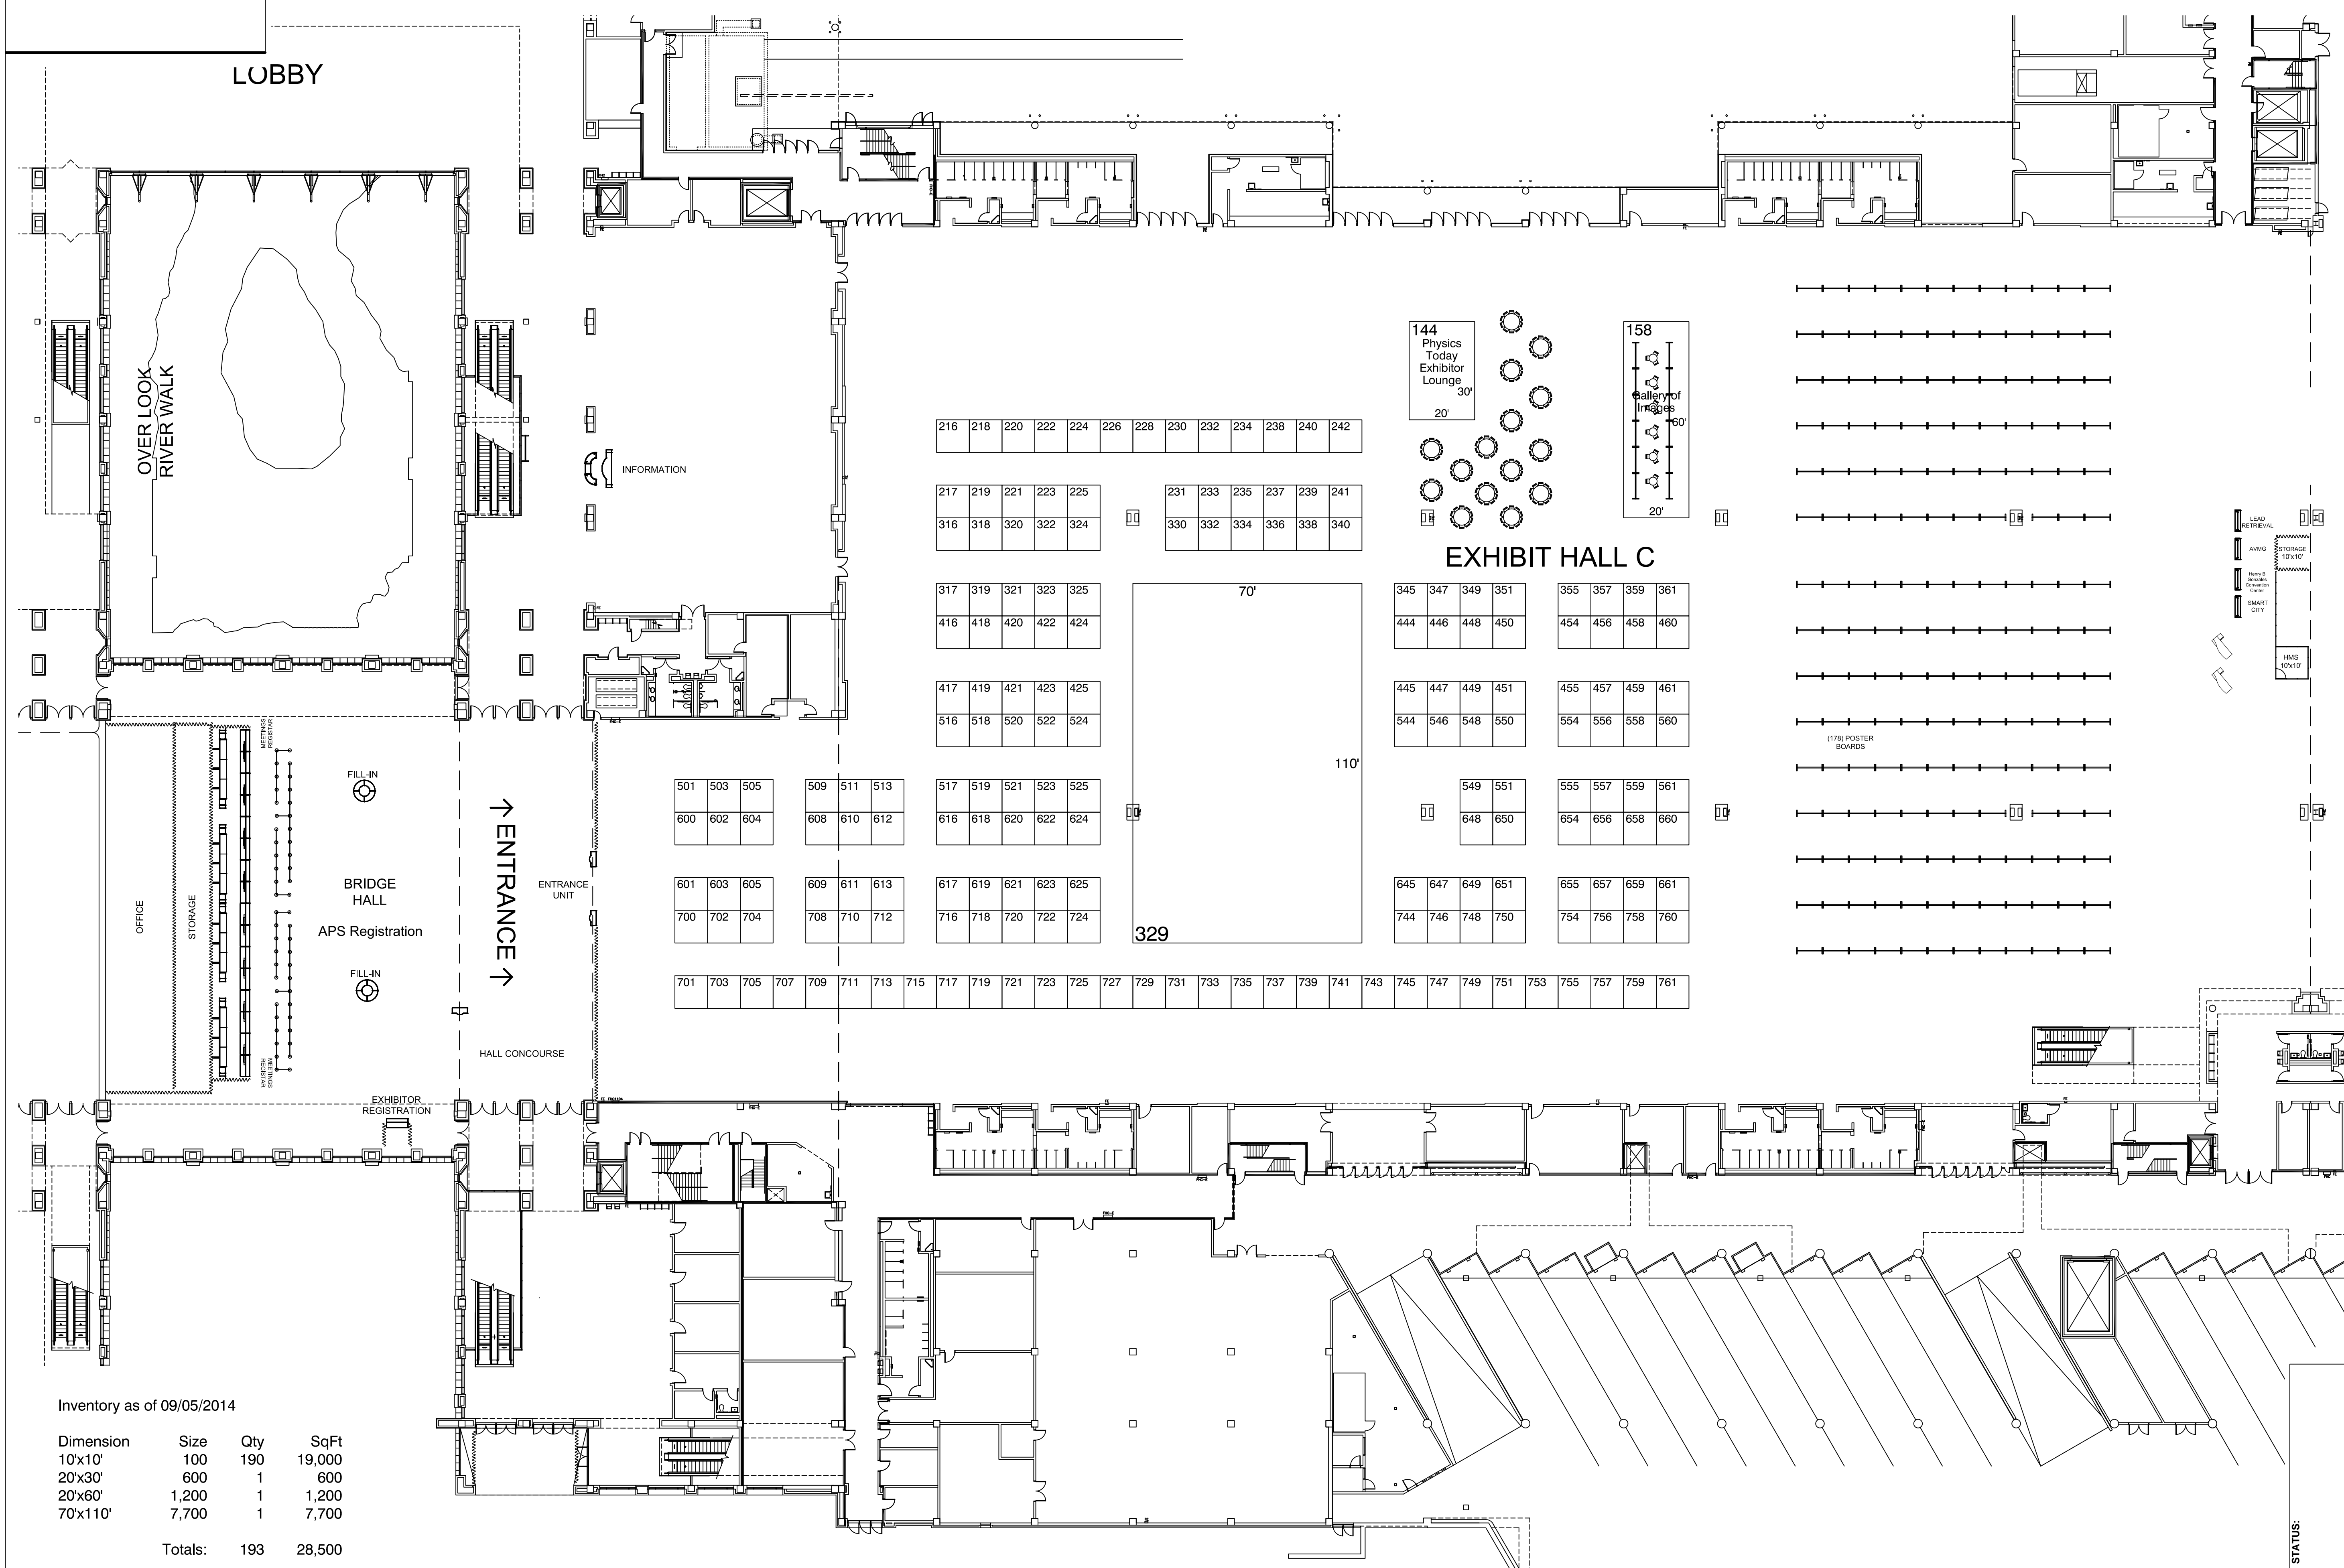 LOBBY
OVER LOOK
RIVER WALK
INFORMATION
144
Physics
Today
Exhibitor
Lounge
30'
20'
158
Gallery of
Images
60'
20'
216 218 220 222 224 226 228 230 232 234 238 240 242
217 219 221 223 225 231 233 235 237 239 241
316 318 320 322 324 330 332 334 336 338 340
EXHIBIT HALL C
LEAD
RETRIEVAL
AVMG
STORAGE
10'x10'
Henry B
Gonzales
Convention
Center
SMART
CITY
HMS
10'x10'
317 319 321 323 325 70' 345 347 349 351 355 357 359 361
416 418 420 422 424 444 446 448 450 454 456 458 460
417 419 421 423 425 445 447 449 451 455 457 459 461
516 518 520 522 524 544 546 548 550 554 556 558 560
(178) POSTER
BOARDS
110'
501 503 505 509 511 513 517 519 521 523 525 549 551 555 557 559 561
600 602 604 608 610 612 616 618 620 622 624 648 650 654 656 658 660
601 603 605 609 611 613 617 619 621 623 625 645 647 649 651 655 657 659 661
700 702 704 708 710 712 716 718 720 722 724 744 746 748 750 754 756 758 760
329
701 703 705 707 709 711 713 715 717 719 721 723 725 727 729 731 733 735 737 739 741 743 745 747 749 751 753 755 757 759 761
MEETINGS
REGISTAR
FILL-IN
ENTRANCE
ENTRANCE
UNIT
BRIDGE
HALL
APS Registration
OFFICE
STORAGE
FILL-IN
HALL CONCOURSE
MEETINGS
REGISTAR
EXHIBITOR
REGISTRATION
Inventory as of 09/05/2014
Dimension Size Qty SqFt
10'x10' 100 190 19,000
20'x30' 600 1 600
20'x60' 1,200 1 1,200
70'x110' 7,700 1 7,700
Totals: 193 28,500
STATUS: